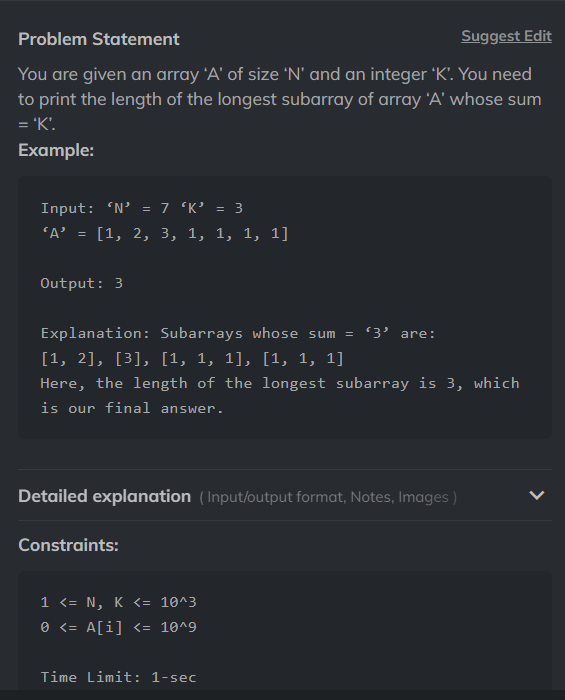 Problem Statement
Suggest Edit
You are given an array ‘A’ of size ‘N’ and an integer ‘K’. You need
to print the length of the longest subarray of array ‘A’ whose sum
= ‘K’.
Example:
Input: ‘N’ = 7 ‘K’ = 3
‘A’ = [1, 2, 3, 1, 1, 1, 1]
Output: 3
Explanation: Subarrays whose sum = ‘3’ are:
[1, 2], [3], [1, 1, 1], [1, 1, 1]
Here, the length of the longest subarray is 3, which
is our final answer.
Detailed explanation ( Input/output format, Notes, Images )
Constraints:
1 <= N, K <= 10^3
0 <= A[i] <= 10^9
Time Limit: 1-sec